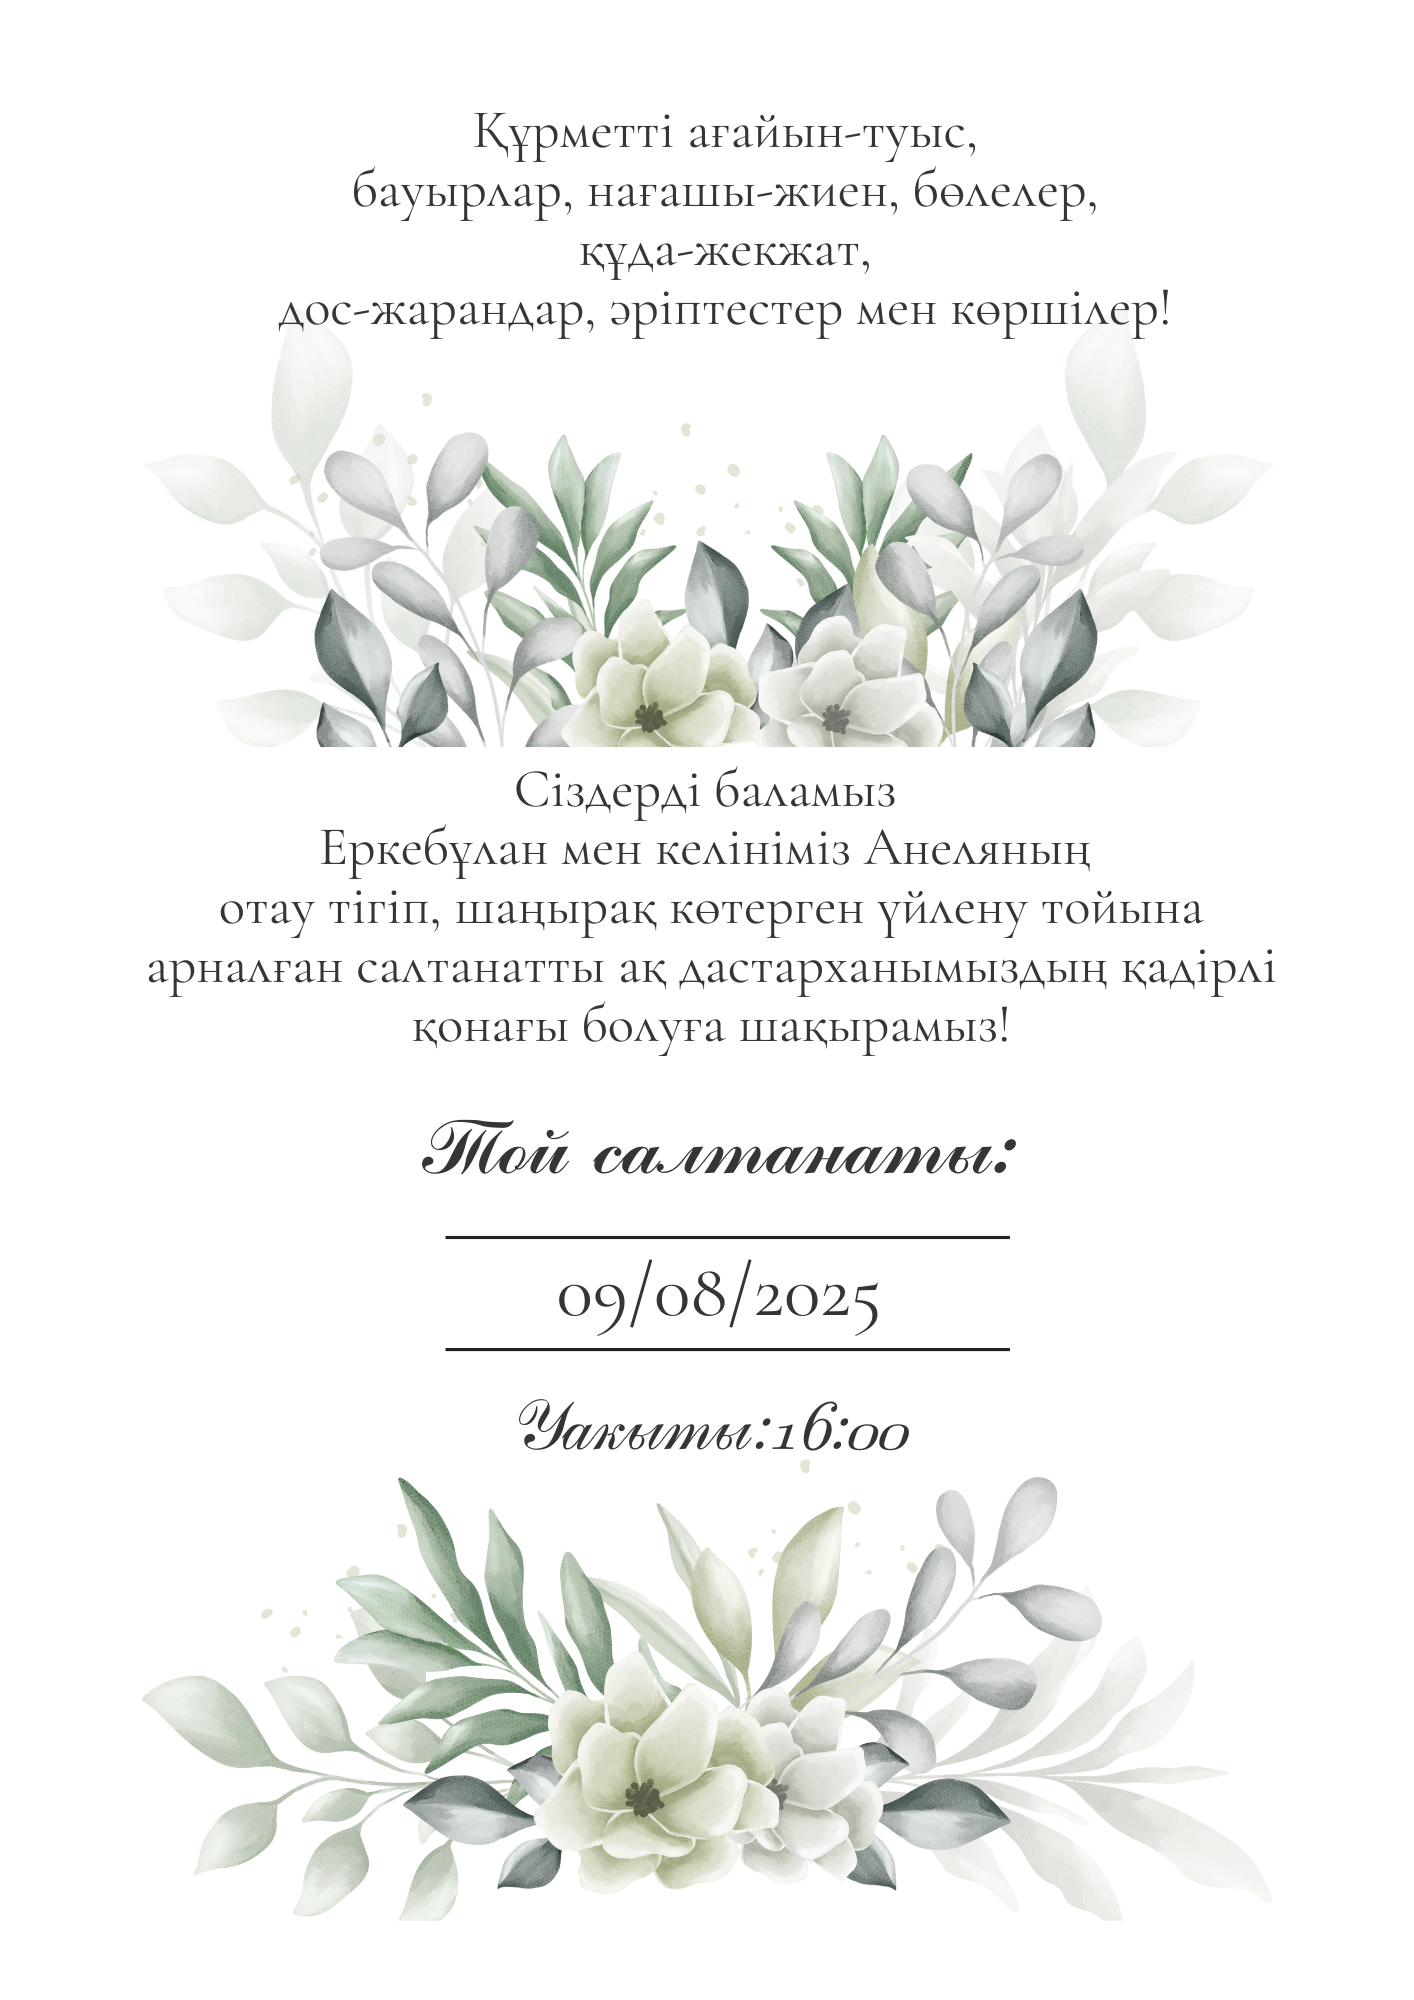 Құрметті ағайын-туыс,
бауырлар, нағашы-жиен, бөлелер,
құда-жекжат,
дос-жарандар, әріптестер мен көршілер!
Сіздерді баламыз
Еркебұлан мен келініміз Анеляның
отау тігіп, шаңырақ көтерген үйлену тойына
арналған салтанатты ақ дастарханымыздың қадірлі
қонағы болуға шақырамыз!
Той салтанаты:
09/08/2025
Уакыты:16:00